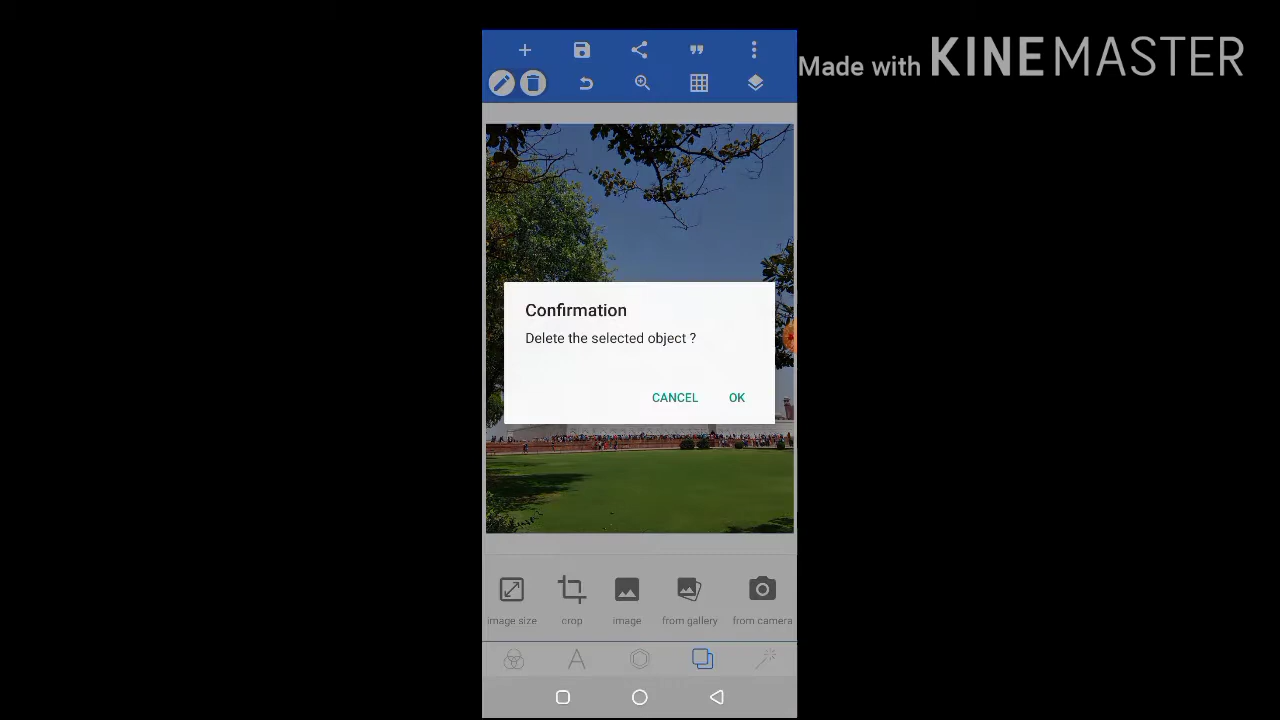 Made with KINEMASTER
Confirmation
Delete the selected object ?
CANCEL OK
image size crop image from gallery from camera